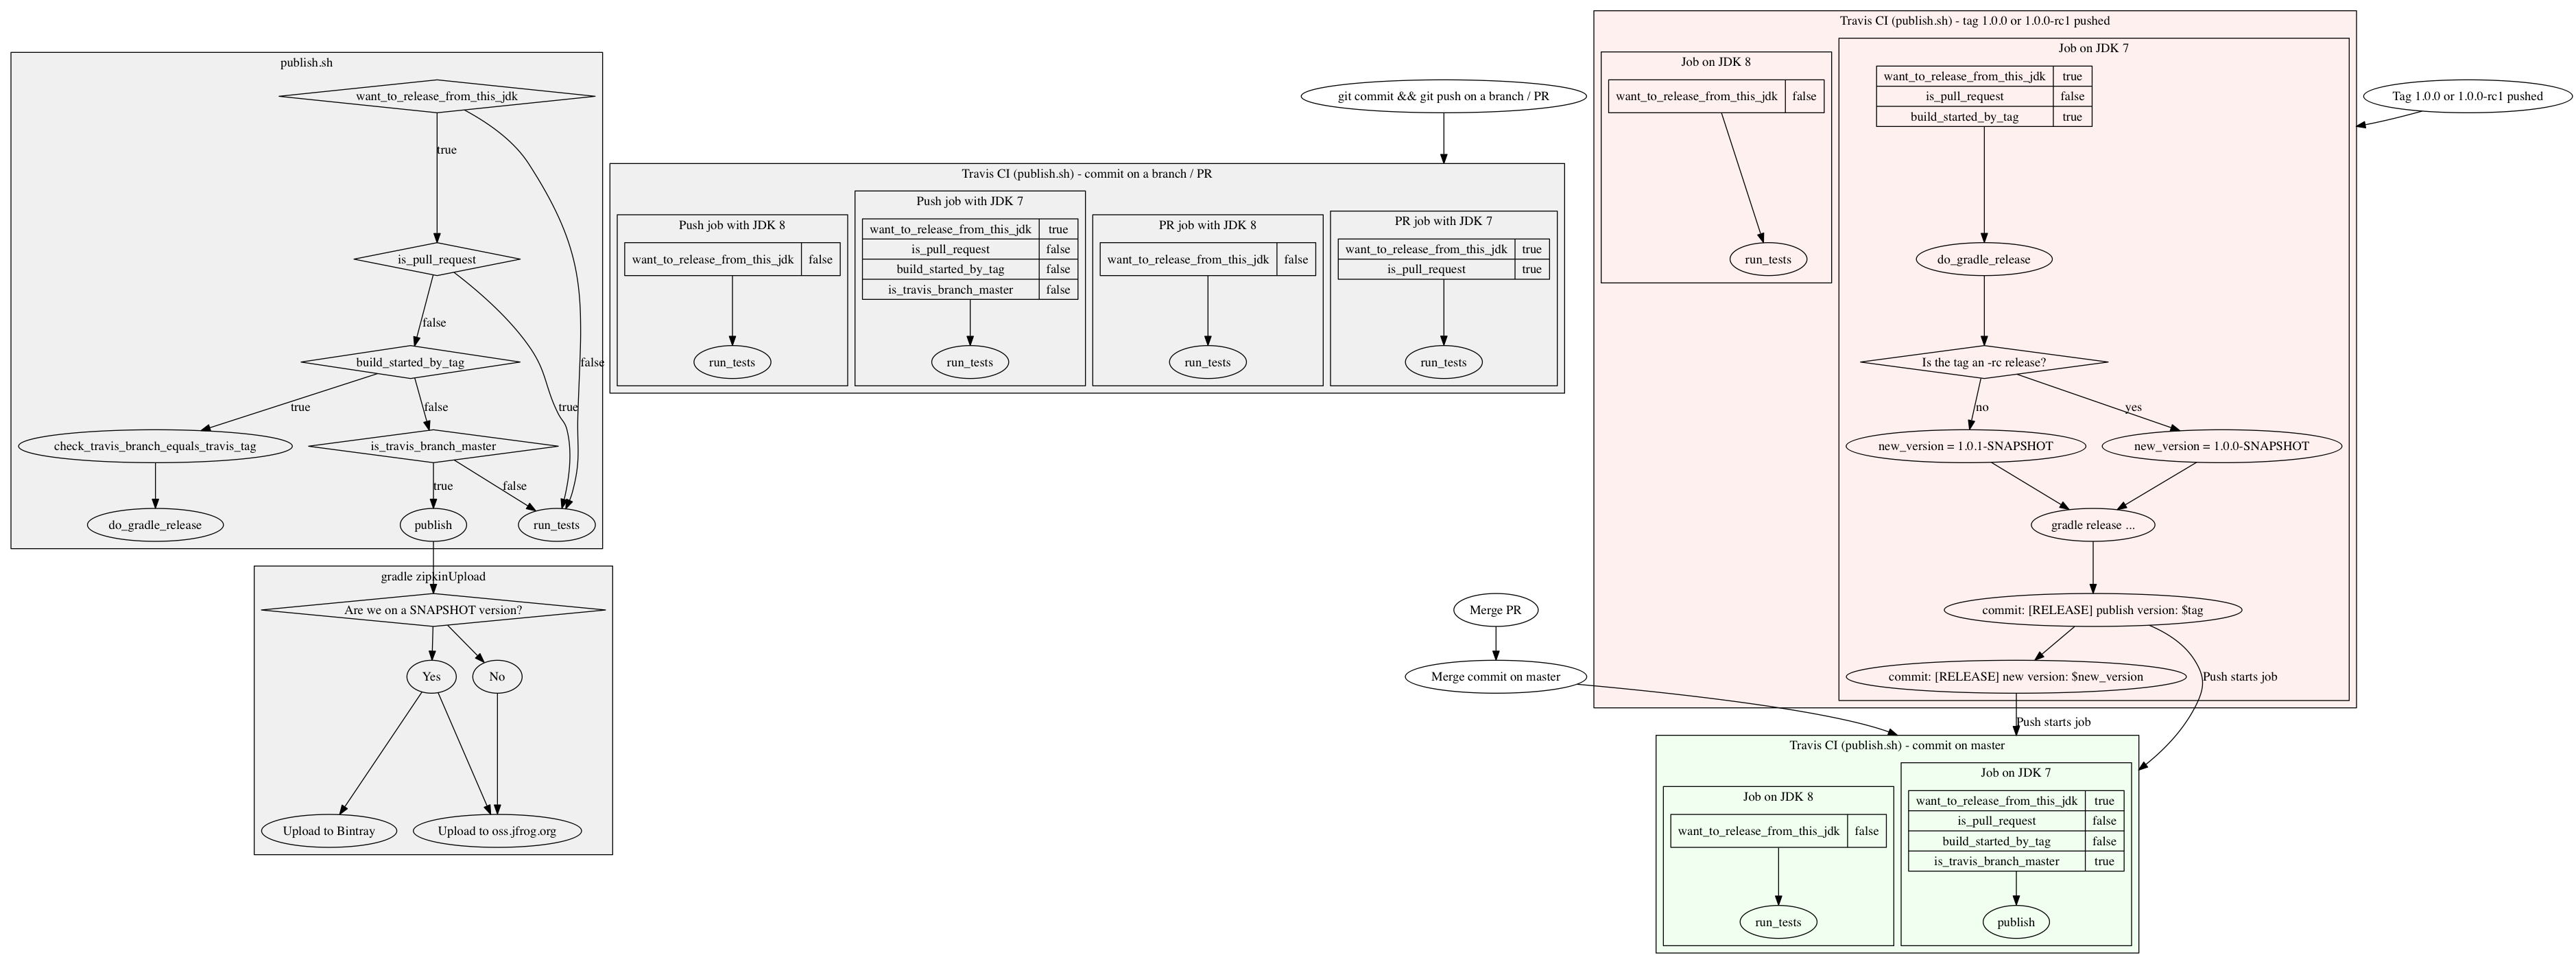 publish.sh
want_to_release_from_this_jdk
true
is_pull_request
false
build_started_by_tag
false
true
true
false
check_travis_branch_equals_travis_tag
is_travis_branch_master
true
false
do_gradle_release
publish
run_tests
gradle zipkinUpload
Are we on a SNAPSHOT version?
Yes
No
Upload to Bintray
Upload to oss.jfrog.org
git commit && git push on a branch / PR
Travis CI (publish.sh) - commit on a branch / PR
Push job with JDK 8
want_to_release_from_this_jdk false
run_tests
Push job with JDK 7
want_to_release_from_this_jdk true
is_pull_request false
build_started_by_tag false
is_travis_branch_master false
run_tests
PR job with JDK 8
want_to_release_from_this_jdk false
run_tests
PR job with JDK 7
want_to_release_from_this_jdk true
is_pull_request true
run_tests
Merge PR
Merge commit on master
Travis CI (publish.sh) - tag 1.0.0 or 1.0.0-rc1 pushed
Job on JDK 8
want_to_release_from_this_jdk false
run_tests
Job on JDK 7
want_to_release_from_this_jdk true
is_pull_request false
build_started_by_tag true
do_gradle_release
Is the tag an -rc release?
no
yes
new_version = 1.0.1-SNAPSHOT
new_version = 1.0.0-SNAPSHOT
gradle release ...
commit: [RELEASE] publish version: $tag
commit: [RELEASE] new version: $new_version
Push starts job
Push starts job
Tag 1.0.0 or 1.0.0-rc1 pushed
Travis CI (publish.sh) - commit on master
Job on JDK 8
want_to_release_from_this_jdk false
run_tests
Job on JDK 7
want_to_release_from_this_jdk true
is_pull_request false
build_started_by_tag false
is_travis_branch_master true
publish